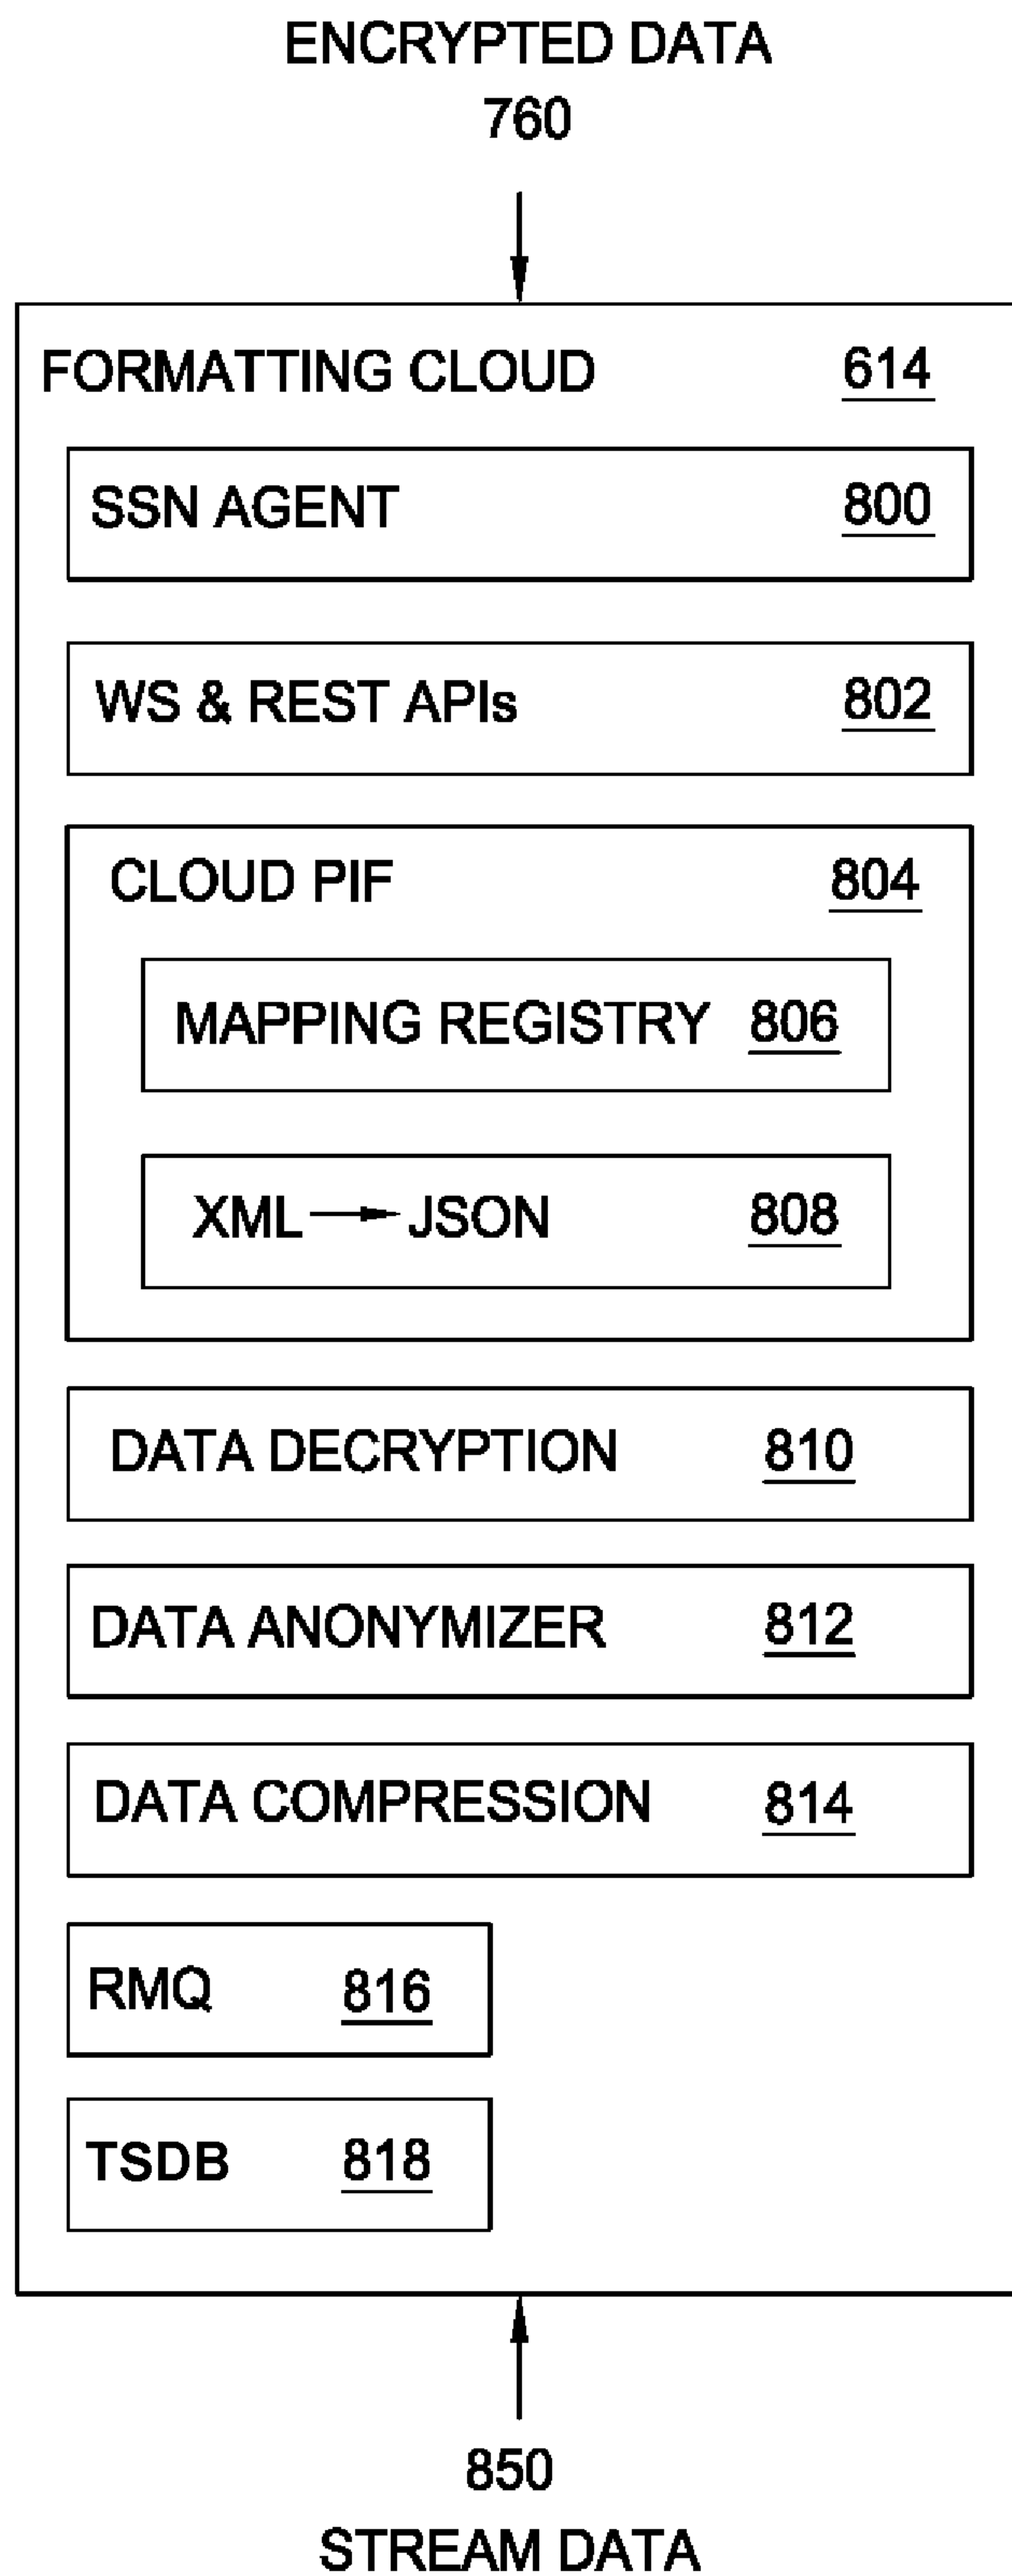 ENCRYPTED DATA
760
FORMATTING CLOUD 614
SSN AGENT 800
WS & REST APIs 802
CLOUD PIF 804
MAPPING REGISTRY 806
XML → JSON 808
DATA DECRYPTION 810
DATA ANONYMIZER 812
DATA COMPRESSION 814
RMQ 816
TSDB 818
850
STREAM DATA